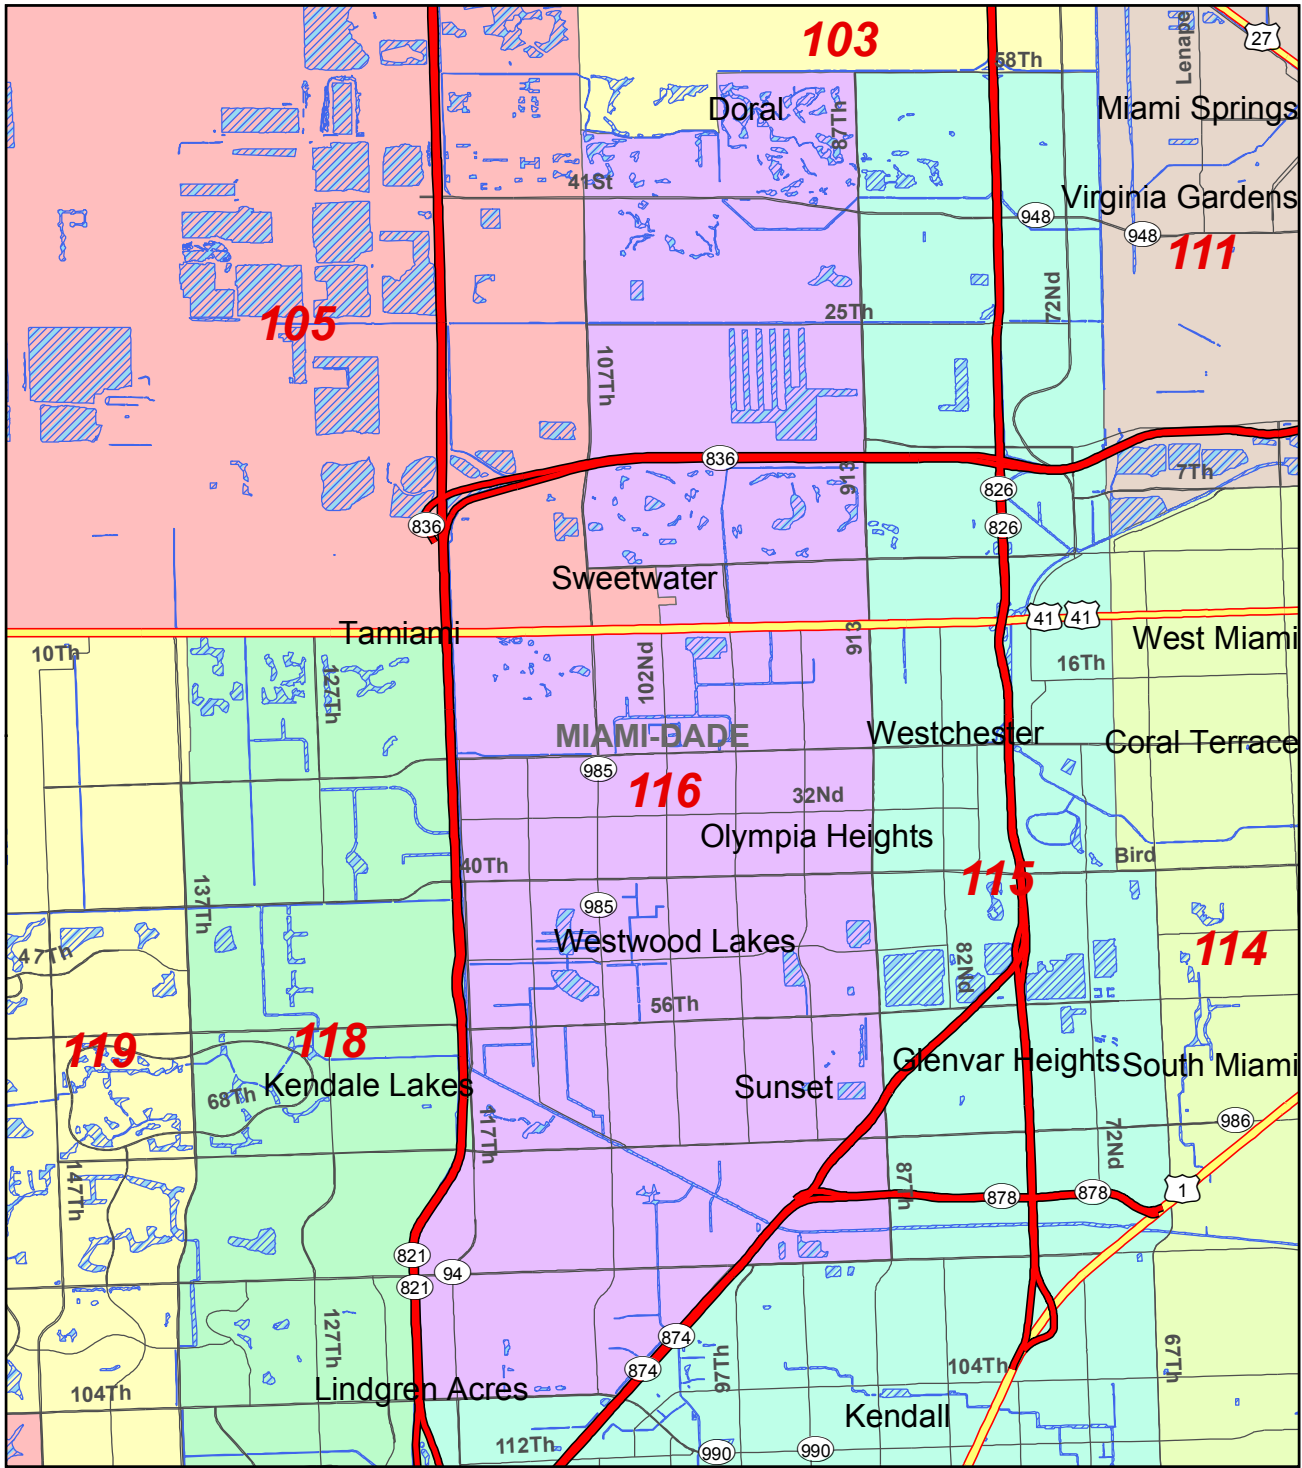 103
27
Lenape
58Th
Doral
87Th
Miami Springs
41St
Virginia Gardens
948
948
111
72Nd
105
25Th
107Th
836
913
7Th
826
836
826
Sweetwater
41
41
Tamiami
913
West Miami
10Th
102Nd
16Th
127Th
MIAMI-DADE
Westchester
Coral Terrace
985
116
32Nd
Olympia Heights
Bird
40Th
115
137Th
985
Westwood Lakes
114
47Th
82Nd
56Th
119
118
Glenvar Heights
South Miami
Kendale Lakes
Sunset
68Th
986
117Th
72Nd
147Th
87Th
878
878
1
821
94
821
127Th
874
874
97Th
104Th
67Th
104Th
Lindgren Acres
Kendall
112Th
990
990